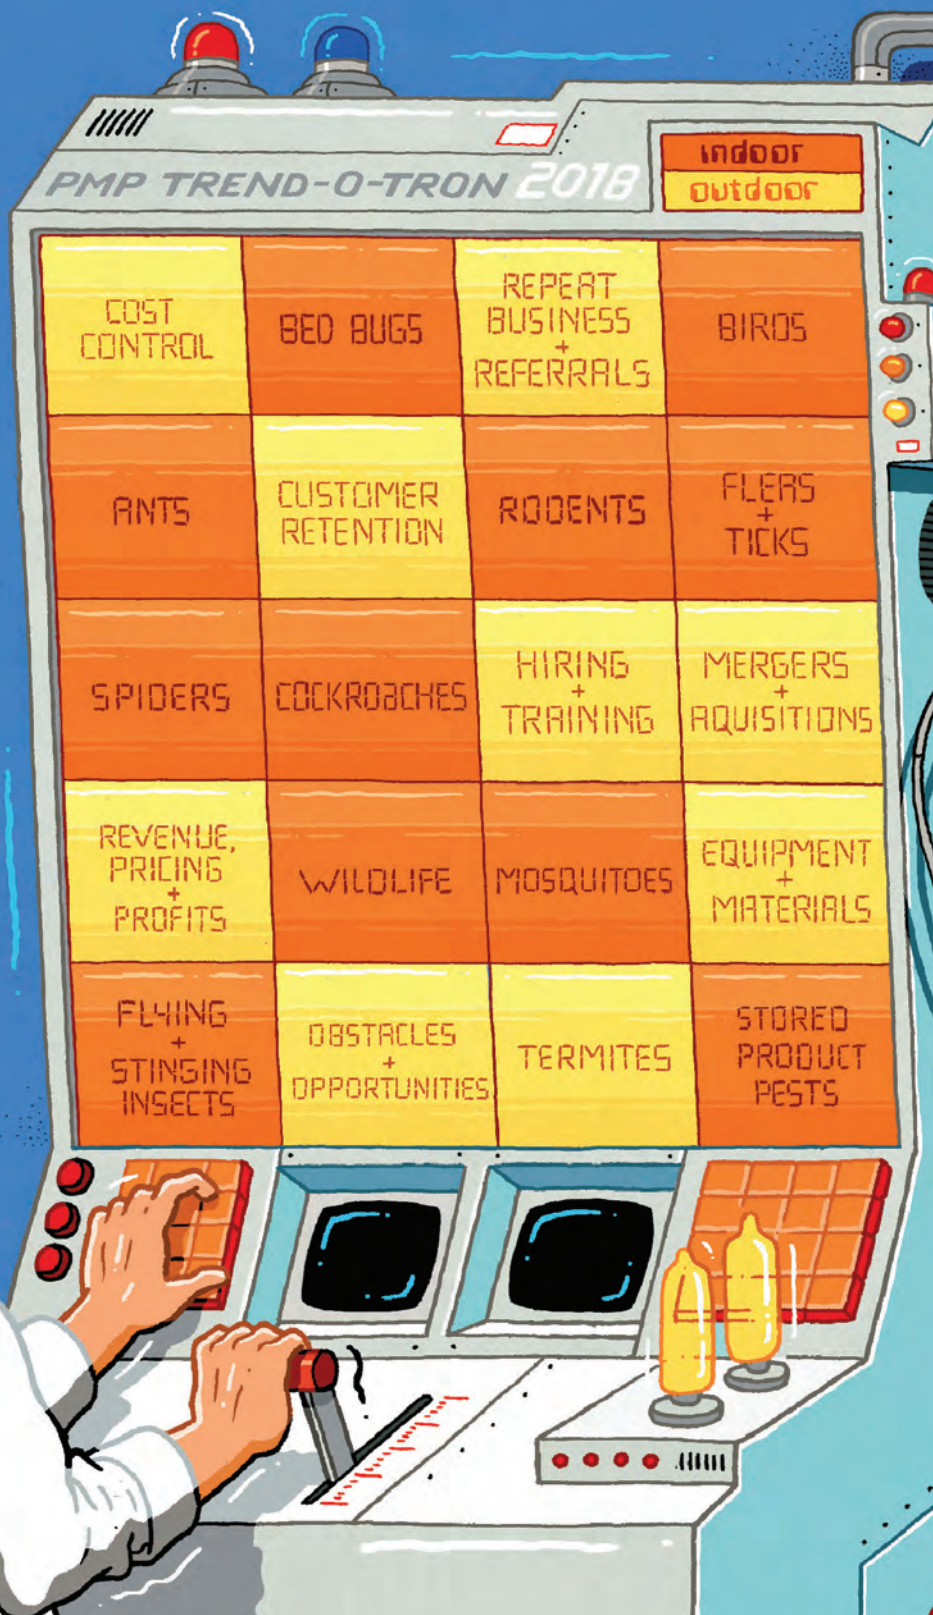 PMP TREND-O-TRON 2018
indoor
outdoor
COST
CONTROL
BED BUGS
REPEAT
BUSINESS
+
REFERRALS
BIRDS
ANTS
CUSTOMER
RETENTION
RODENTS
FLEAS
+
TICKS
SPIDERS
COCKROACHES
HIRING
+
TRAINING
MERGERS
+
AQUISITIONS
REVENUE,
PRICING
+
PROFITS
WILDLIFE
MOSQUITOES
EQUIPMENT
+
MATERIALS
FLYING
+
STINGING
INSECTS
OBSTACLES
+
OPPORTUNITIES
TERMITES
STORED
PRODUCT
PESTS